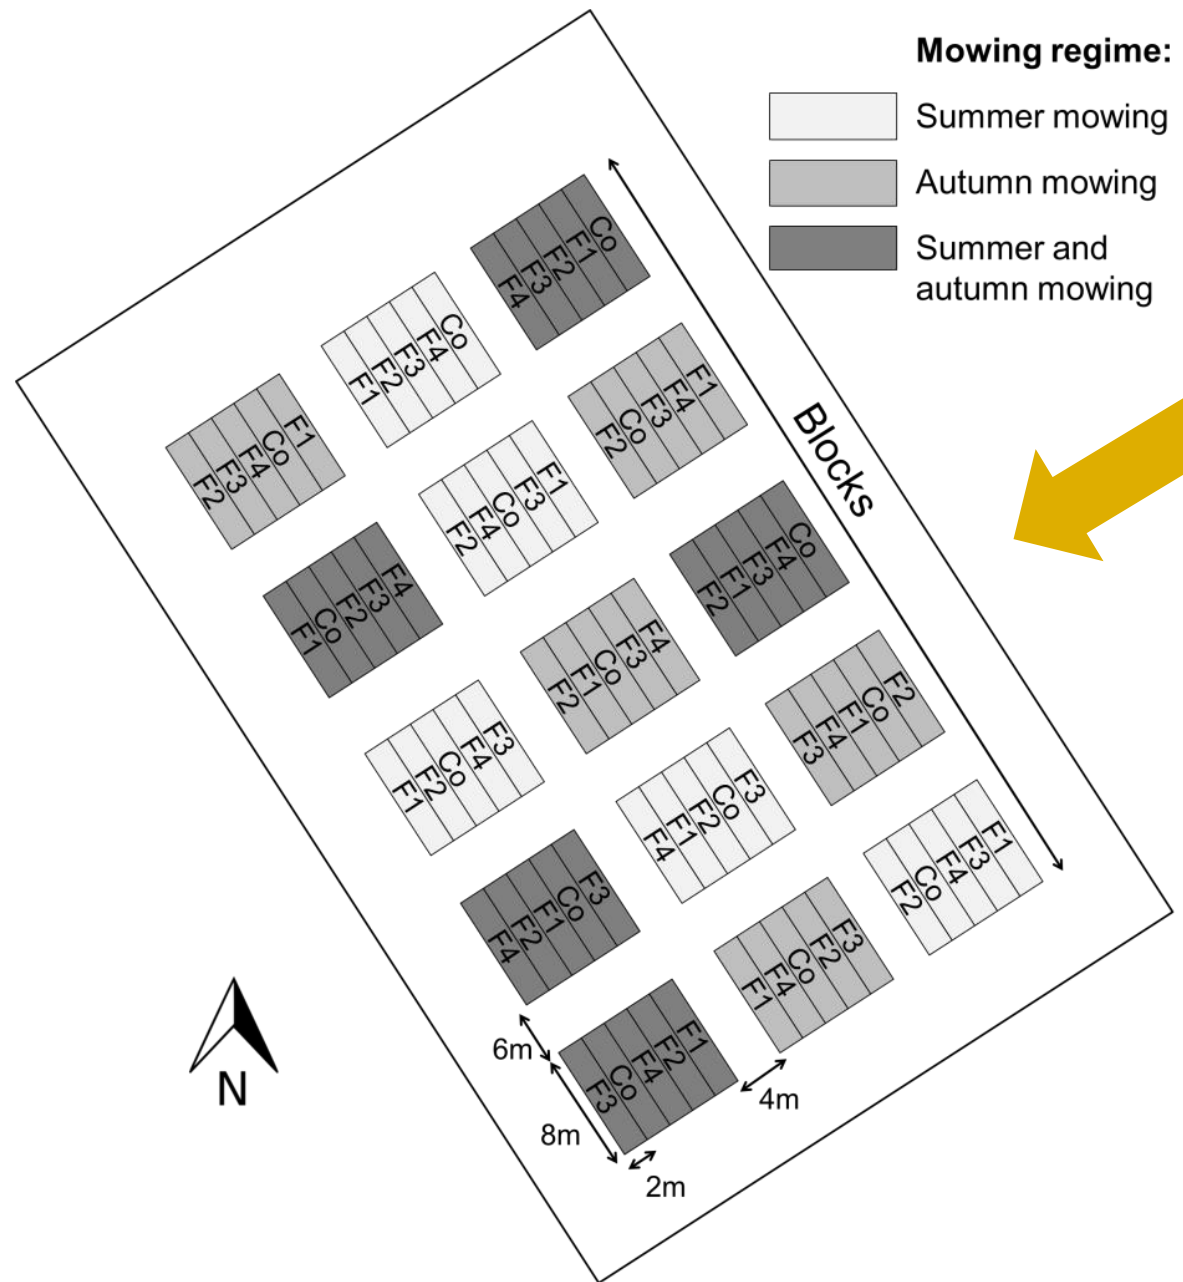 Mowing regime:
Summer mowing
Autumn mowing
Summer and
autumn mowing
Blocks
F4 F3 F2 F1 Co
F1 F2 F3 F4 Co
F2 F3 F4 Co F1
F2 Co F3 F4 F1
F2 F4 Co F3 F1
F1 Co F2 F3 F4
F2 F1 F3 F4 Co
F2 F1 Co F3 F4
F1 F2 Co F4 F3
F3 F4 F1 Co F2
F4 F1 F2 Co F3
F4 F2 F1 Co F3
F2 Co F4 F3 F1
F1 F4 Co F2 F3
F3 Co F4 F2 F1
N
6m
8m
2m
4m